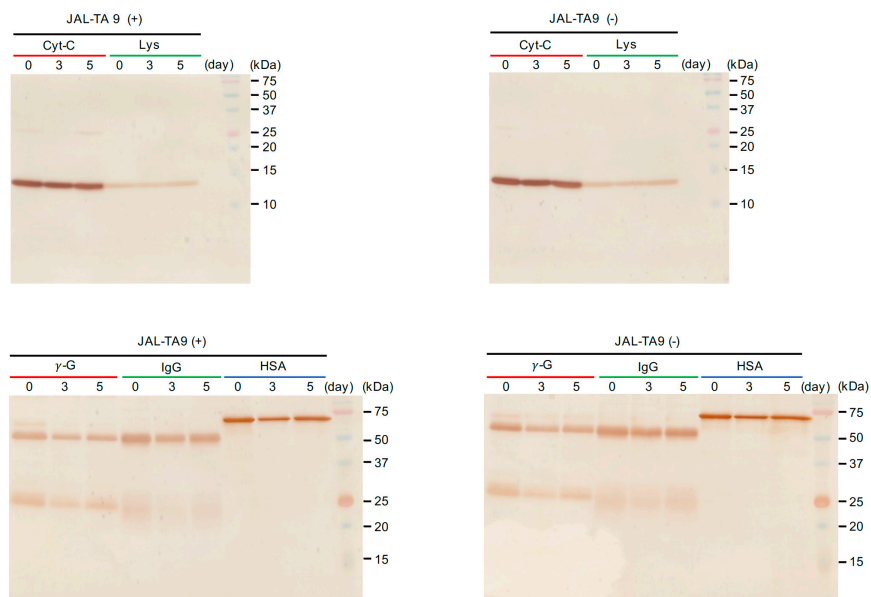 JAL-TA 9 (+)
Cyt-C Lys
0 3 5 0 3 5 (day) (kDa)
75
50
37
25
20
15
10
JAL-TA9 (-)
Cyt-C Lys
0 3 5 0 3 5 (day) (kDa)
75
50
37
25
20
15
10
JAL-TA9 (+)
γ-G IgG HSA
0 3 5 0 3 5 0 3 5 (day) (kDa)
75
50
37
25
20
15
JAL-TA9 (-)
γ-G IgG HSA
0 3 5 0 3 5 0 3 5 (day) (kDa)
75
50
37
25
20
15